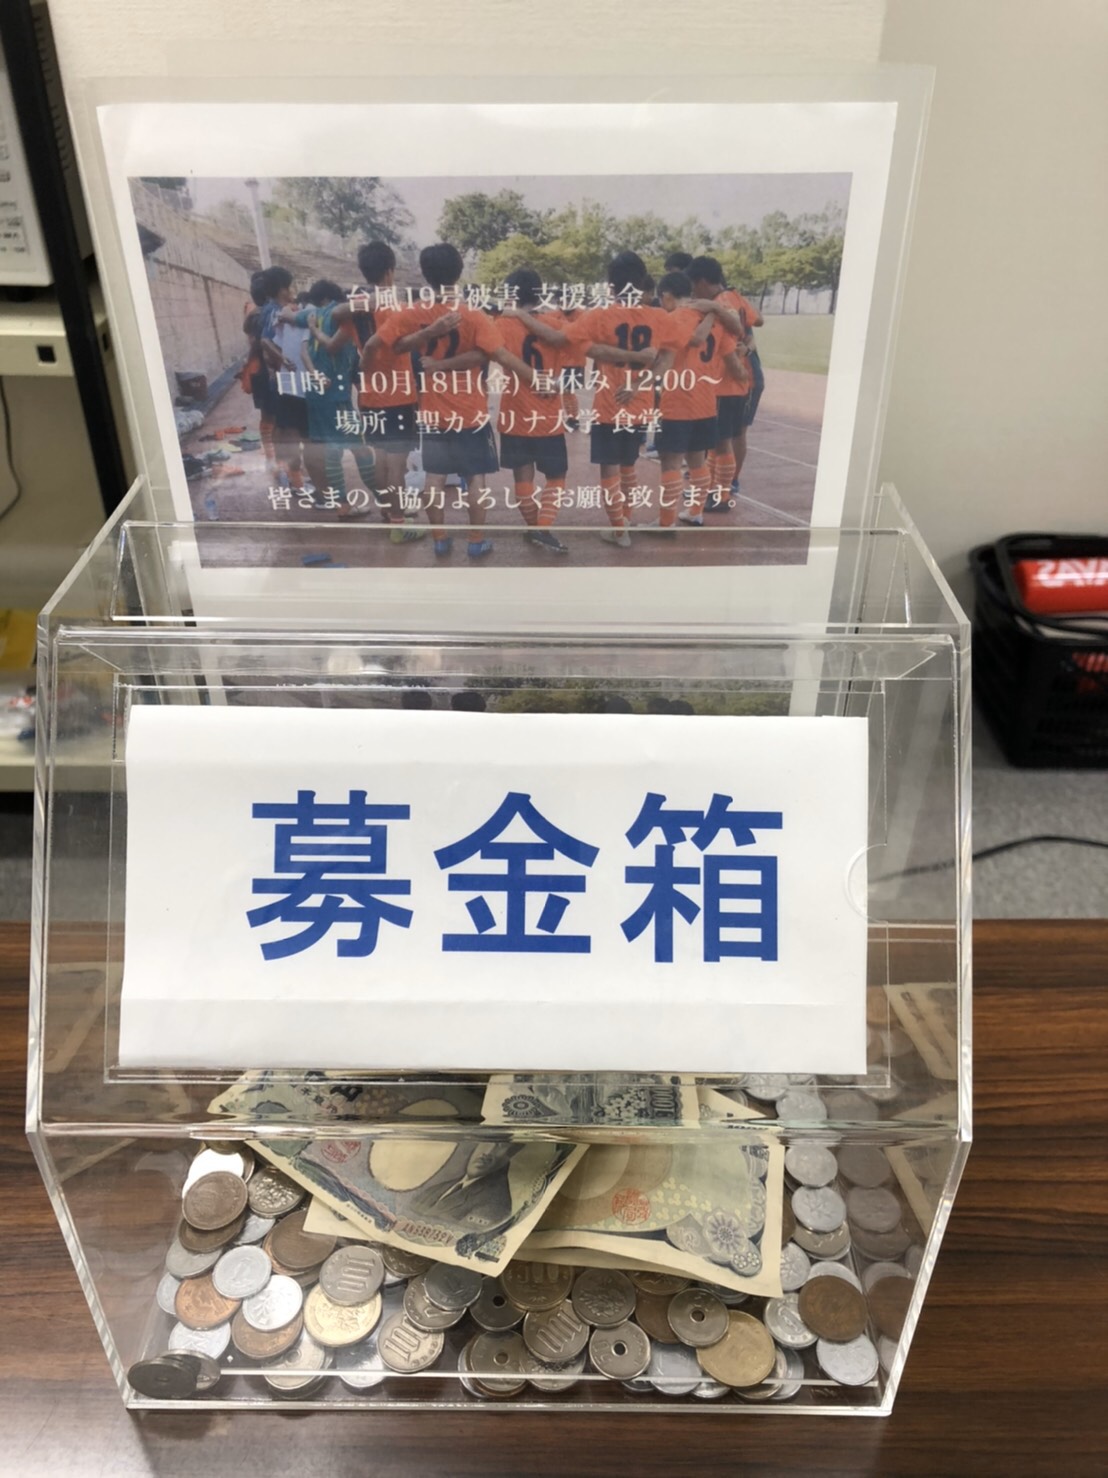 台風19号被害 支援募金
日時：10月18日(金) 昼休み 12:00〜
場所：聖カタリナ大学 食堂
皆さまのご協力よろしくお願い致します。
募金箱